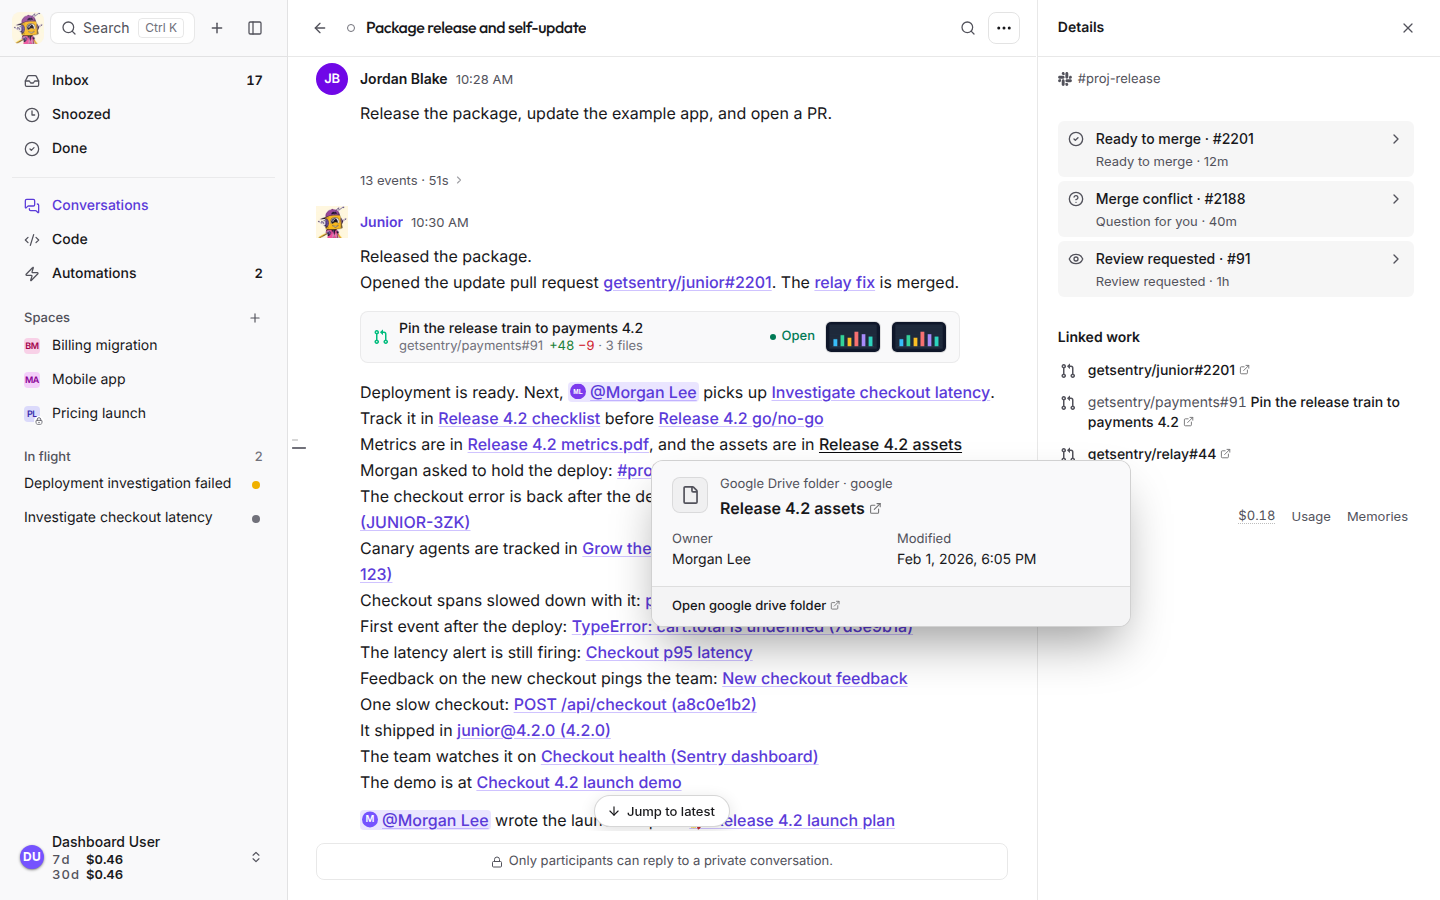 Search Ctrl K
Inbox 17
Snoozed
Done
Conversations
Code
Automations 2
Spaces
BM Billing migration
MA Mobile app
PL Pricing launch
In flight 2
Deployment investigation failed
Investigate checkout latency
DU Dashboard User
7d $0.46
30d $0.46
Package release and self-update
JB Jordan Blake 10:28 AM
Release the package, update the example app, and open a PR.
13 events · 51s
Junior 10:30 AM
Released the package.
Opened the update pull request getsentry/junior#2201. The relay fix is merged.
Pin the release train to payments 4.2
getsentry/payments#91 +48 −9 · 3 files
Open
Deployment is ready. Next, ML @Morgan Lee picks up Investigate checkout latency.
Track it in Release 4.2 checklist before Release 4.2 go/no-go
Metrics are in Release 4.2 metrics.pdf, and the assets are in Release 4.2 assets
Morgan asked to hold the deploy: #pro
The checkout error is back after the de
(JUNIOR-3ZK)
Canary agents are tracked in Grow the
123)
Checkout spans slowed down with it: p
First event after the deploy: TypeError: cart.total is undefined (7d3e9b1a)
The latency alert is still firing: Checkout p95 latency
Feedback on the new checkout pings the team: New checkout feedback
One slow checkout: POST /api/checkout (a8c0e1b2)
It shipped in junior@4.2.0 (4.2.0)
The team watches it on Checkout health (Sentry dashboard)
The demo is at Checkout 4.2 launch demo
M @Morgan Lee wrote the laun elease 4.2 launch plan
Jump to latest
Only participants can reply to a private conversation.
Google Drive folder · google
Release 4.2 assets
Owner Modified
Morgan Lee Feb 1, 2026, 6:05 PM
Open google drive folder
Details
#proj-release
Ready to merge · #2201
Ready to merge · 12m
Merge conflict · #2188
Question for you · 40m
Review requested · #91
Review requested · 1h
Linked work
getsentry/junior#2201
getsentry/payments#91 Pin the release train to
payments 4.2
getsentry/relay#44
$0.18 Usage Memories